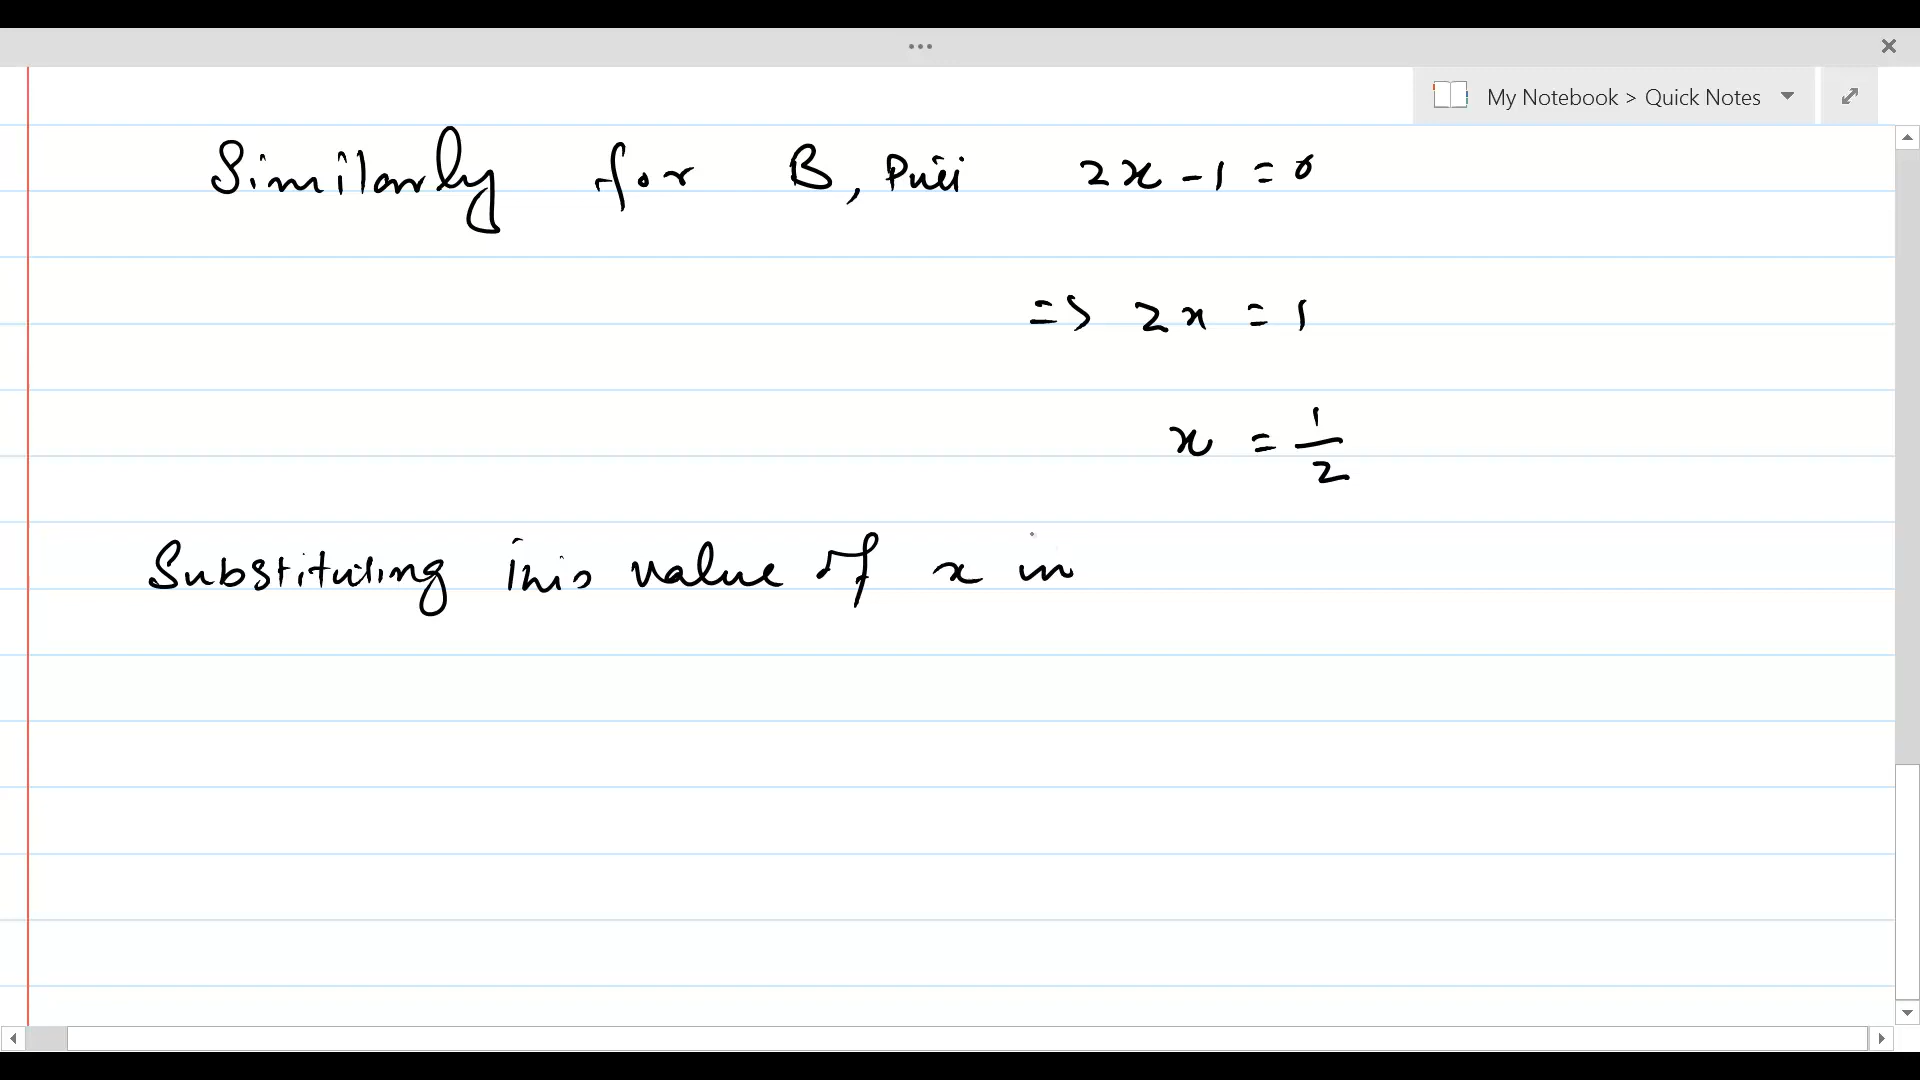 ...
My Notebook > Quick Notes
Similarly for B, Put 2x - 1 = 0
=> 2x = 1
x = 1/2
Substituting this value of x in